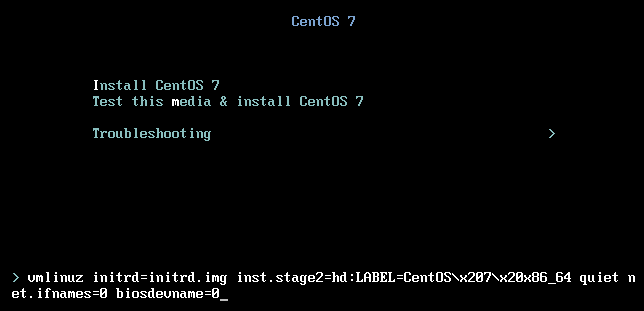 CentOS 7
Install CentOS 7
Test this media & install CentOS 7
Troubleshooting >
> vmlinuz initrd=initrd.img inst.stage2=hd:LABEL=CentOS\x207\x20x86_64 quiet n
et.ifnames=0 biosdevname=0_